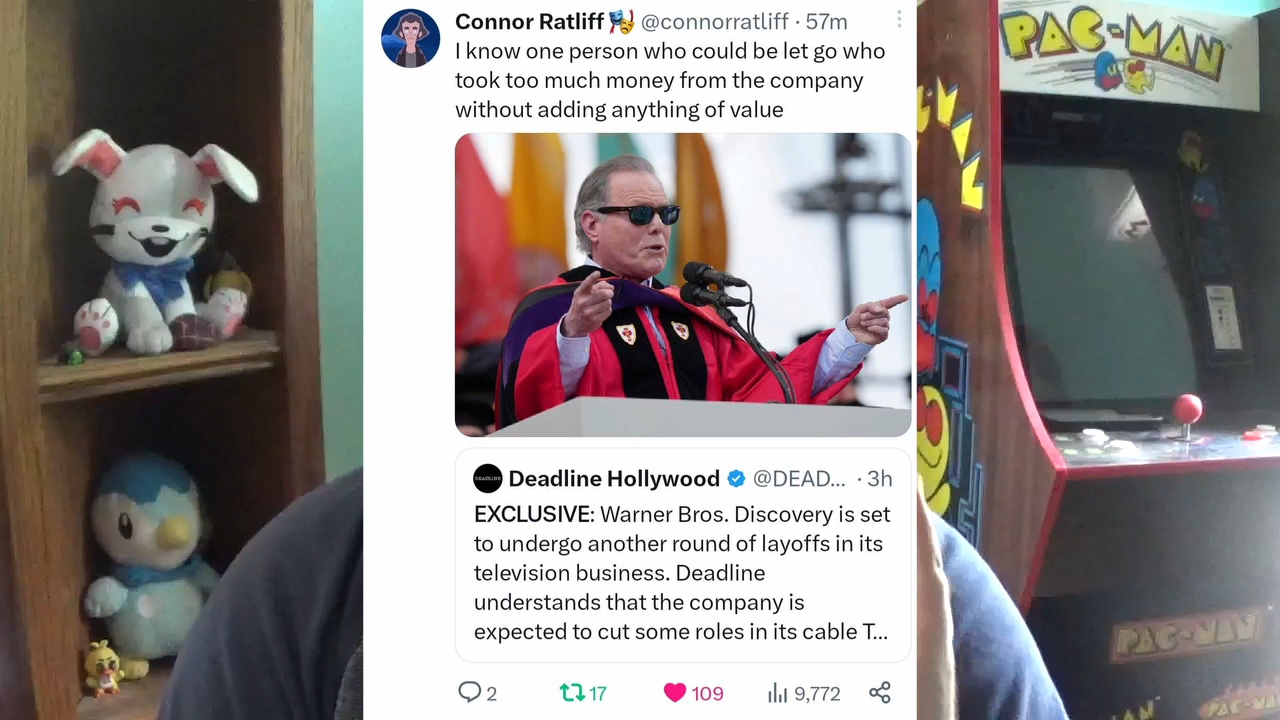 Connor Ratliff🎭 @connorratliff · 57m
I know one person who could be let go who
took too much money from the company
without adding anything of value
Deadline Hollywood @DEAD... · 3h
EXCLUSIVE: Warner Bros. Discovery is set
to undergo another round of layoffs in its
television business. Deadline
understands that the company is
expected to cut some roles in its cable T...
2 17 109 9,772
PAC-MAN
PAC-MAN